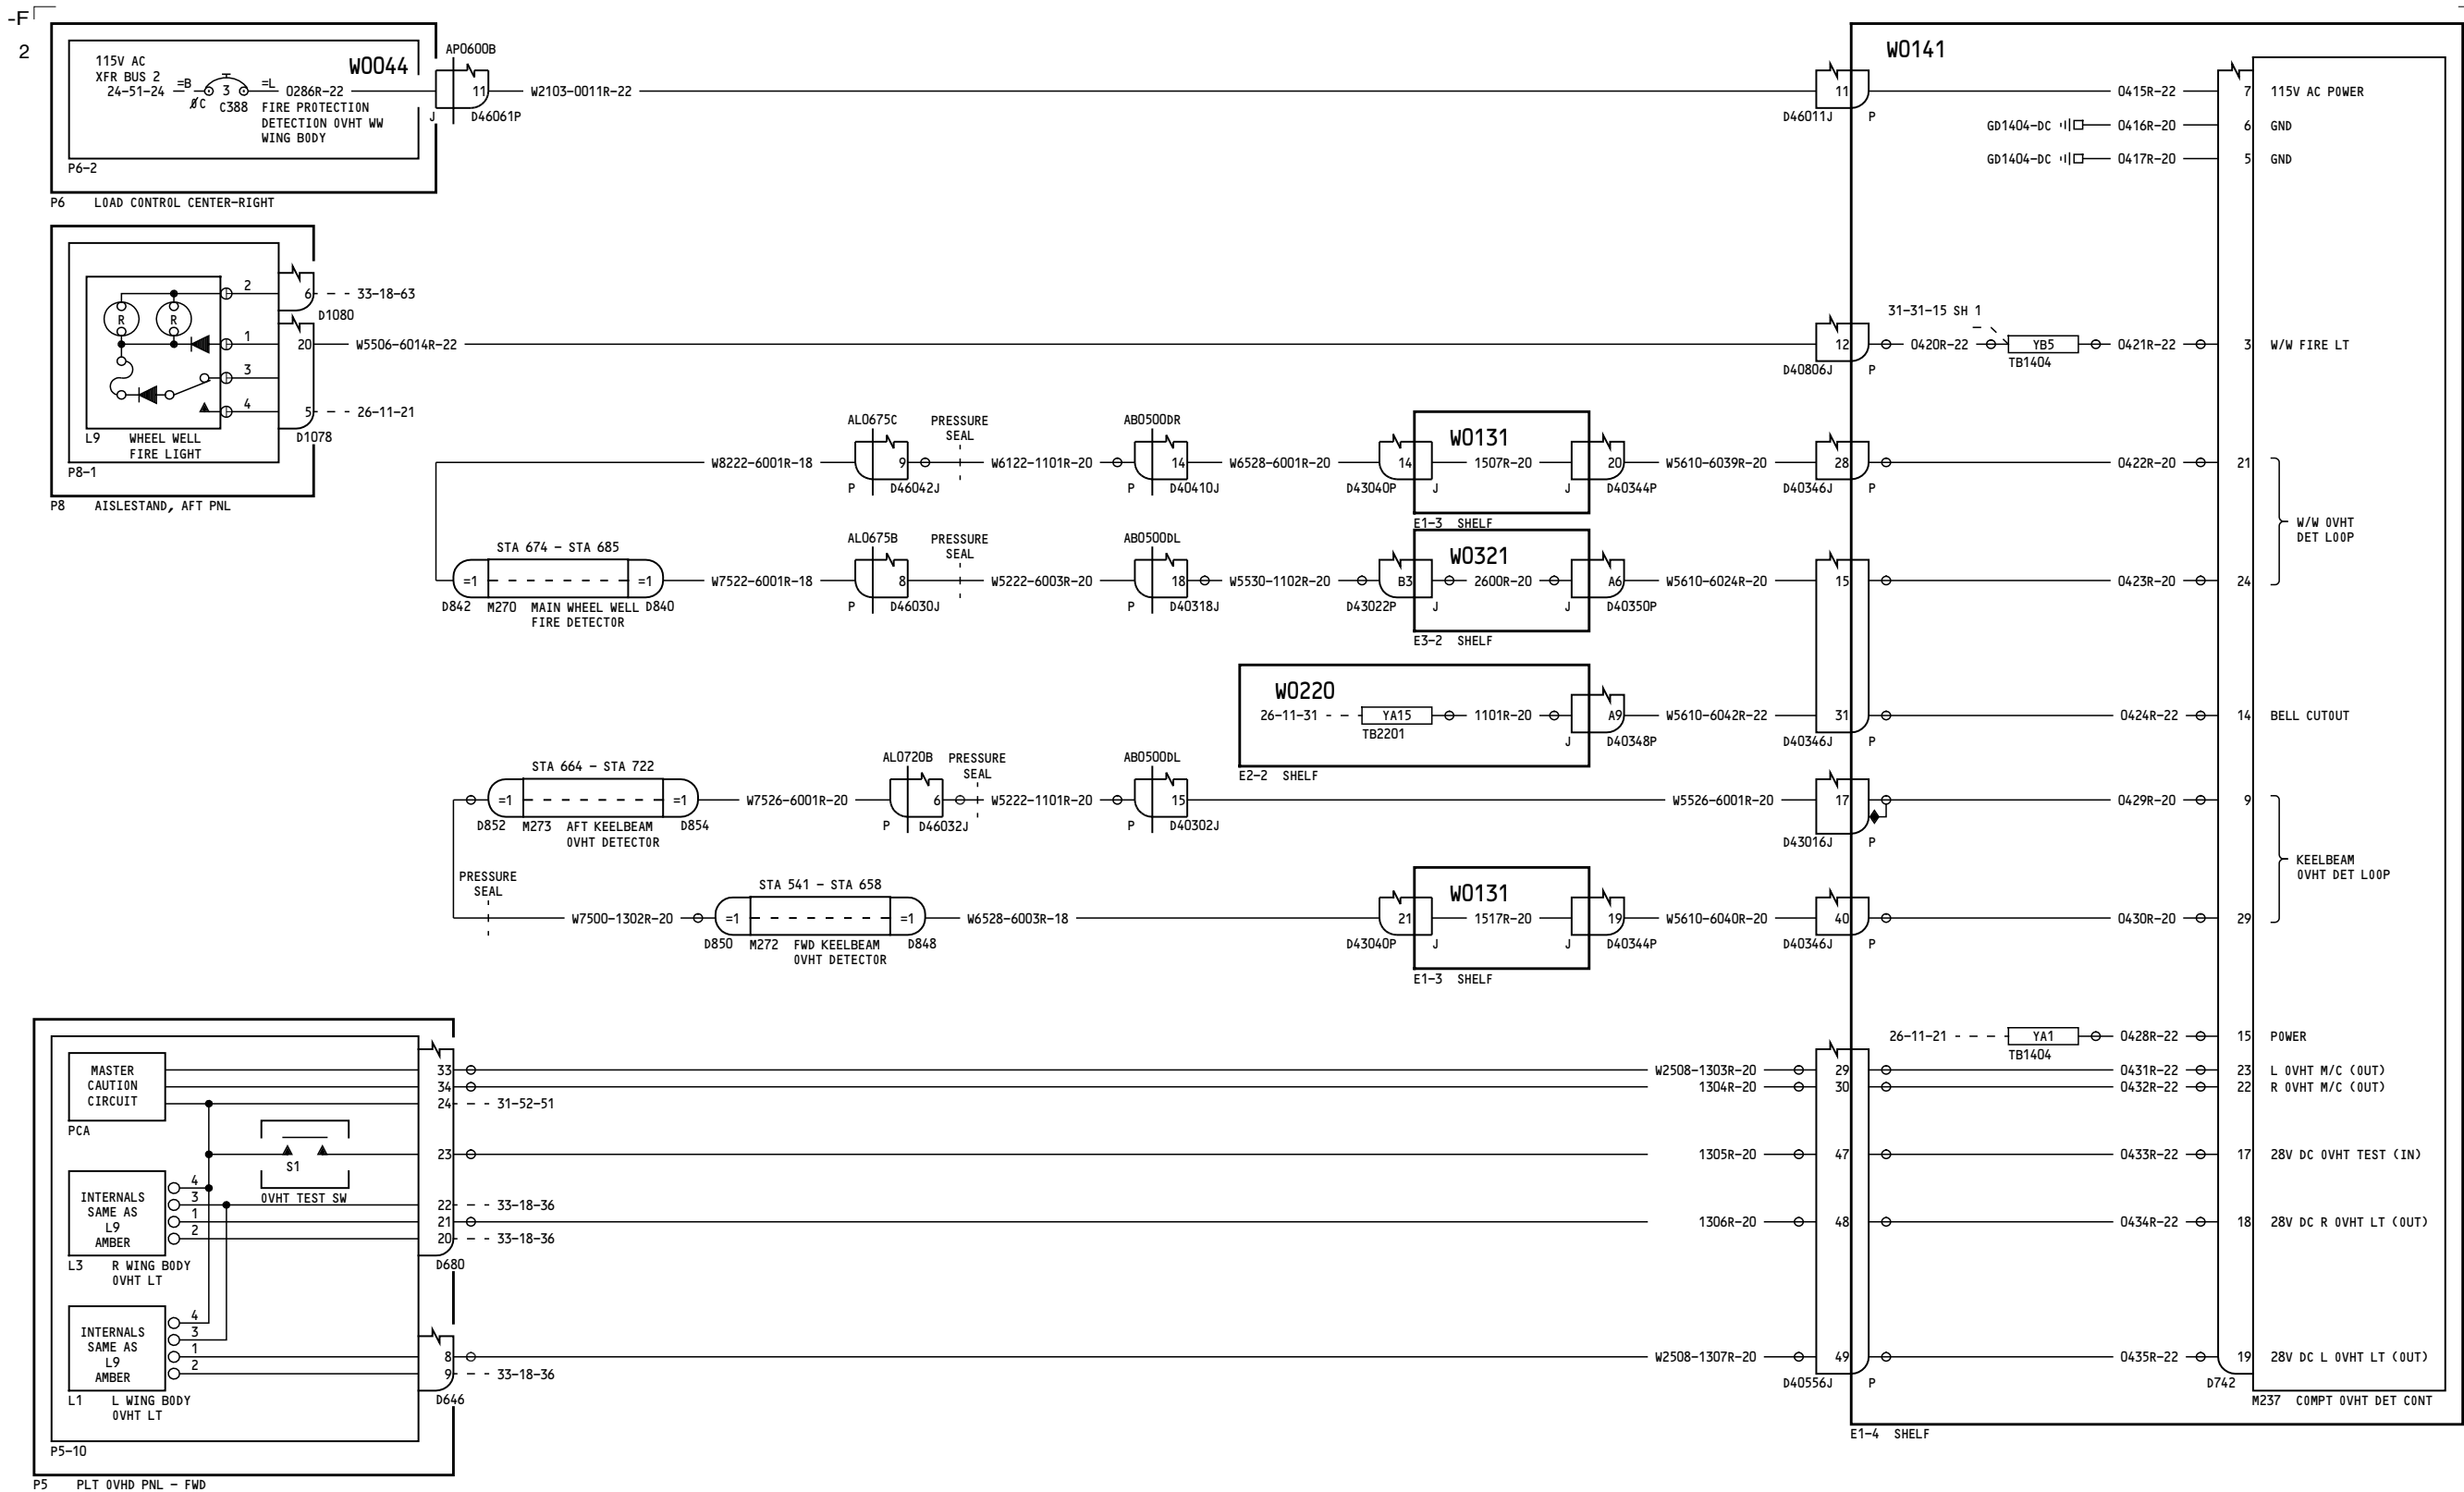 -F
2
115V AC
XFR BUS 2
24-51-24
=B
ØC
3
C388
=L
0286R-22
FIRE PROTECTION
DETECTION OVHT WW
WING BODY
W0044
P6-2
P6 LOAD CONTROL CENTER-RIGHT
AP0600B
11
J
D46061P
W2103-0011R-22
11
D46011J
P
W0141
0415R-22
7
115V AC POWER
GD1404-DC
0416R-20
6
GND
GD1404-DC
0417R-20
5
GND
2
6
33-18-63
D1080
R
R
1
20
W5506-6014R-22
3
4
5
26-11-21
D1078
L9 WHEEL WELL
FIRE LIGHT
P8-1
P8 AISLESTAND, AFT PNL
12
D40806J
P
31-31-15 SH 1
0420R-22
YB5
TB1404
0421R-22
3
W/W FIRE LT
W8222-6001R-18
AL0675C
9
P
D46042J
PRESSURE
SEAL
W6122-1101R-20
AB0500DR
14
P
D40410J
W6528-6001R-20
14
D43040P
J
W0131
1507R-20
J
20
D40344P
E1-3 SHELF
W5610-6039R-20
28
D40346J
P
0422R-20
21
W/W OVHT
DET LOOP
STA 674 - STA 685
=1
=1
D842
M270 MAIN WHEEL WELL
FIRE DETECTOR
D840
W7522-6001R-18
AL0675B
8
P
D46030J
PRESSURE
SEAL
W5222-6003R-20
AB0500DL
18
P
D40318J
W5530-1102R-20
B3
D43022P
J
W0321
2600R-20
J
A6
D40350P
E3-2 SHELF
W5610-6024R-20
15
0423R-20
24
W0220
26-11-31
YA15
TB2201
1101R-20
J
A9
D40348P
E2-2 SHELF
W5610-6042R-22
31
D40346J
P
0424R-22
14
BELL CUTOUT
STA 664 - STA 722
=1
=1
D852
M273 AFT KEELBEAM
OVHT DETECTOR
D854
W7526-6001R-20
AL0720B
6
P
D46032J
PRESSURE
SEAL
W5222-1101R-20
AB0500DL
15
P
D40302J
W5526-6001R-20
17
D43016J
P
0429R-20
9
KEELBEAM
OVHT DET LOOP
PRESSURE
SEAL
W7500-1302R-20
STA 541 - STA 658
=1
=1
D850
M272 FWD KEELBEAM
OVHT DETECTOR
D848
W6528-6003R-18
21
D43040P
J
W0131
1517R-20
J
19
D40344P
E1-3 SHELF
W5610-6040R-20
40
D40346J
P
0430R-20
29
26-11-21
YA1
TB1404
0428R-22
15
POWER
MASTER
CAUTION
CIRCUIT
PCA
33
W2508-1303R-20
29
0431R-22
23
L OVHT M/C (OUT)
34
1304R-20
30
0432R-22
22
R OVHT M/C (OUT)
24
31-52-51
S1
OVHT TEST SW
23
1305R-20
47
0433R-22
17
28V DC OVHT TEST (IN)
INTERNALS
SAME AS
L9
AMBER
4
3
1
2
L3 R WING BODY
OVHT LT
22
33-18-36
21
1306R-20
48
0434R-22
18
28V DC R OVHT LT (OUT)
20
33-18-36
D680
INTERNALS
SAME AS
L9
AMBER
4
3
1
2
L1 L WING BODY
OVHT LT
8
W2508-1307R-20
49
0435R-22
19
28V DC L OVHT LT (OUT)
9
33-18-36
D646
D40556J
P
D742
M237 COMPT OVHT DET CONT
E1-4 SHELF
P5-10
P5 PLT OVHD PNL - FWD